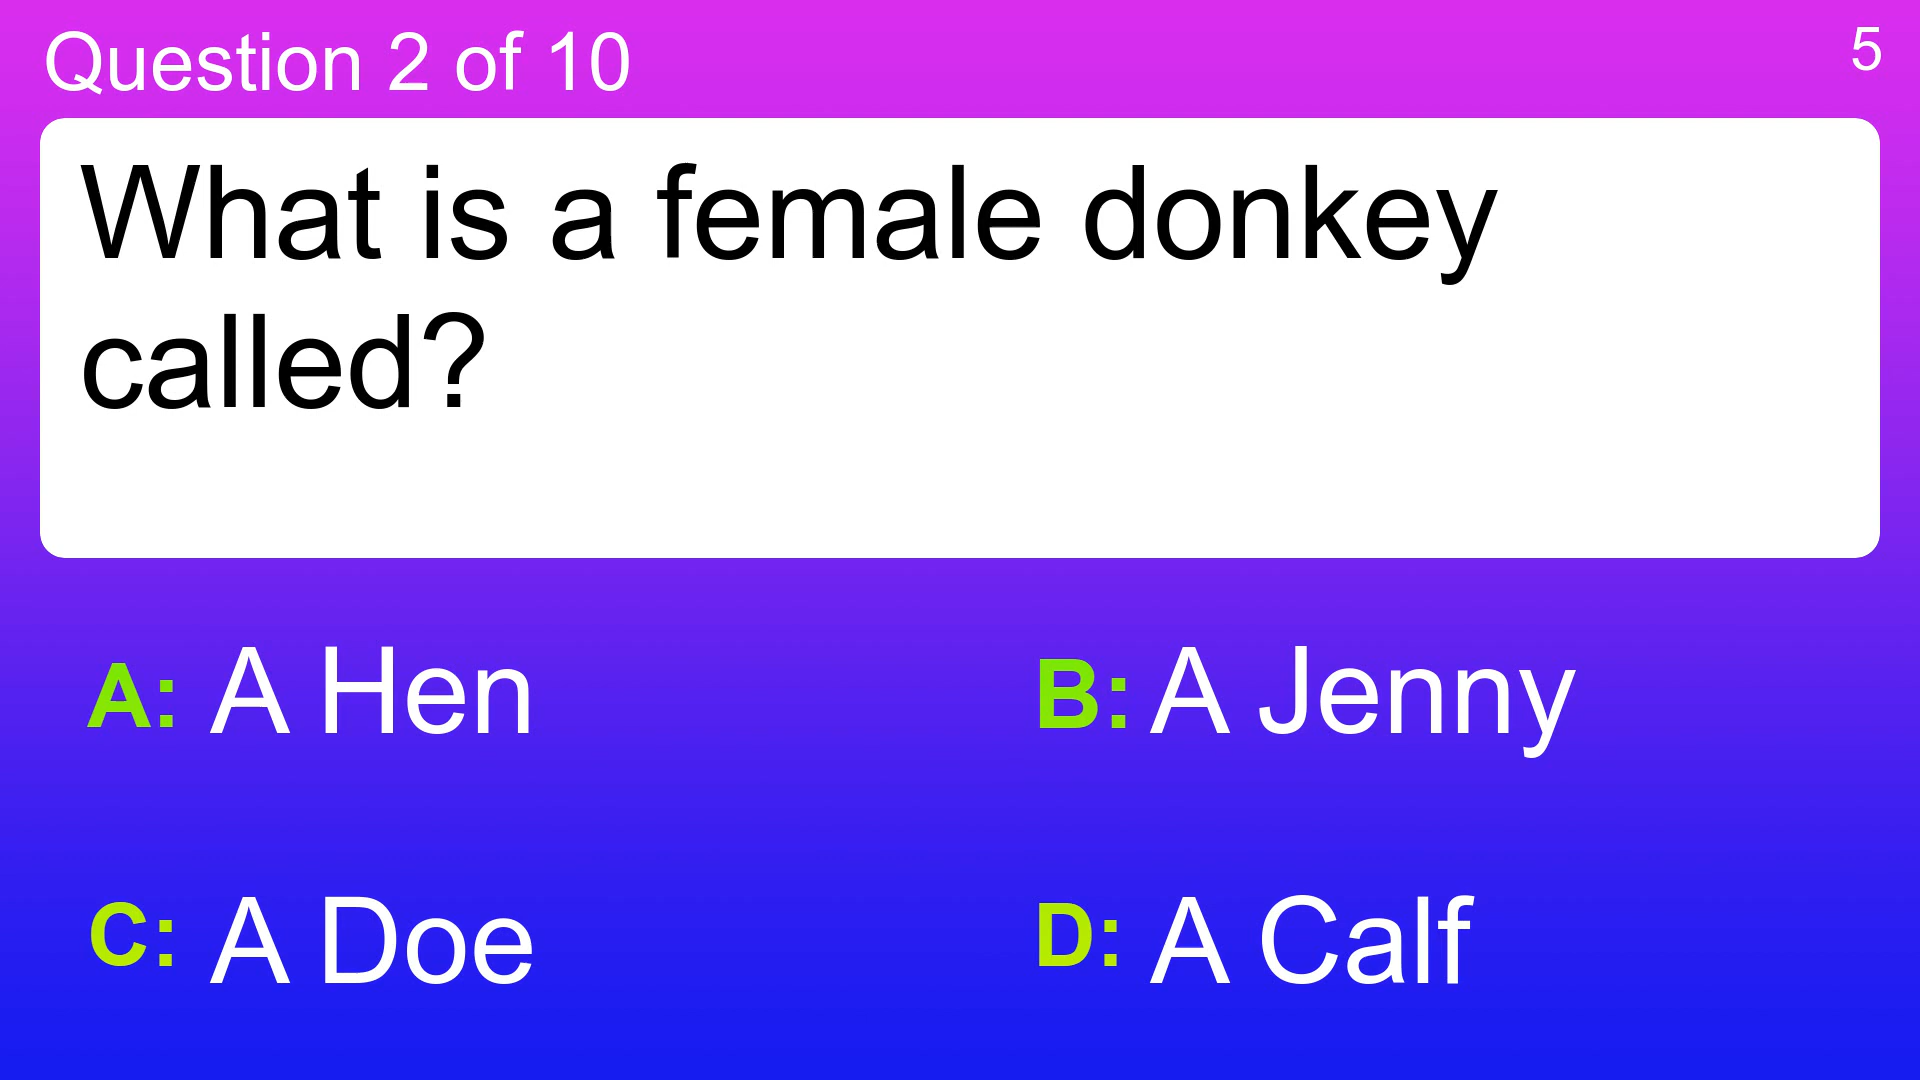 Question 2 of 10
5
What is a female donkey
called?
A: A Hen
B: A Jenny
C: A Doe
D: A Calf